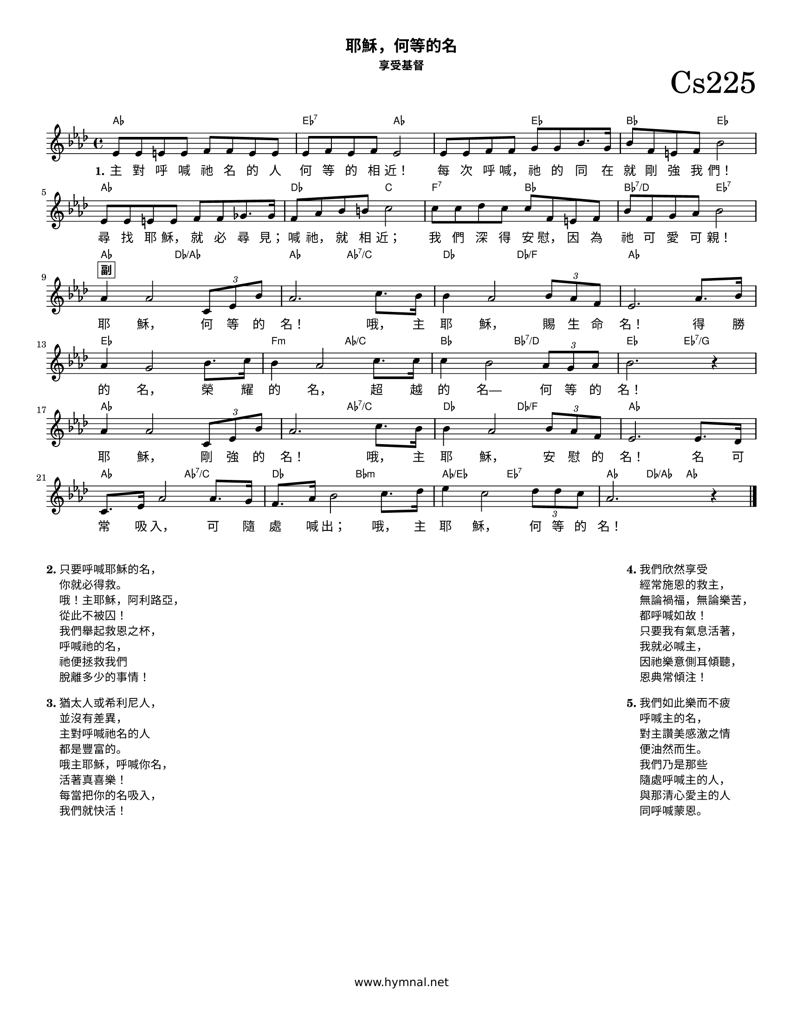 耶穌，何等的名
享受基督
Cs225
A♭ E♭7 A♭ E♭ B♭ E♭
1. 主 對 呼 喊 祂 名 的 人 何 等 的 相 近！ 每 次 呼 喊，祂 的 同 在 就 剛 強 我 們！
5 A♭ D♭ C F7 B♭ B♭7/D E♭7
尋 找 耶 穌，就 必 尋 見；喊 祂，就 相 近； 我 們 深 得 安 慰，因 為 祂 可 愛 可 親！
A♭ D♭/A♭ A♭ A♭7/C D♭ D♭/F A♭
副
9 3 3
耶 穌， 何 等 的 名！ 哦， 主 耶 穌， 賜 生 命 名！ 得 勝
13 E♭ Fm A♭/C B♭ B♭7/D E♭ E♭7/G
3
的 名， 榮 耀 的 名， 超 越 的 名— 何 等 的 名！
17 A♭ A♭7/C D♭ D♭/F A♭
3 3
耶 穌， 剛 強 的 名！ 哦， 主 耶 穌， 安 慰 的 名！ 名 可
21 A♭ A♭7/C D♭ B♭m A♭/E♭ E♭7 A♭ D♭/A♭ A♭
3
常 吸入， 可 隨 處 喊出； 哦， 主 耶 穌， 何 等 的 名！
2. 只要呼喊耶穌的名，
你就必得救。
哦！主耶穌，阿利路亞，
從此不被囚！
我們舉起救恩之杯，
呼喊祂的名，
祂便拯救我們
脫離多少的事情！
3. 猶太人或希利尼人，
並沒有差異，
主對呼喊祂名的人
都是豐富的。
哦主耶穌，呼喊你名，
活著真喜樂！
每當把你的名吸入，
我們就快活！
4. 我們欣然享受
經常施恩的救主，
無論禍福，無論樂苦，
都呼喊如故！
只要我有氣息活著，
我就必喊主，
因祂樂意側耳傾聽，
恩典常傾注！
5. 我們如此樂而不疲
呼喊主的名，
對主讚美感激之情
便油然而生。
我們乃是那些
隨處呼喊主的人，
與那清心愛主的人
同呼喊蒙恩。
www.hymnal.net